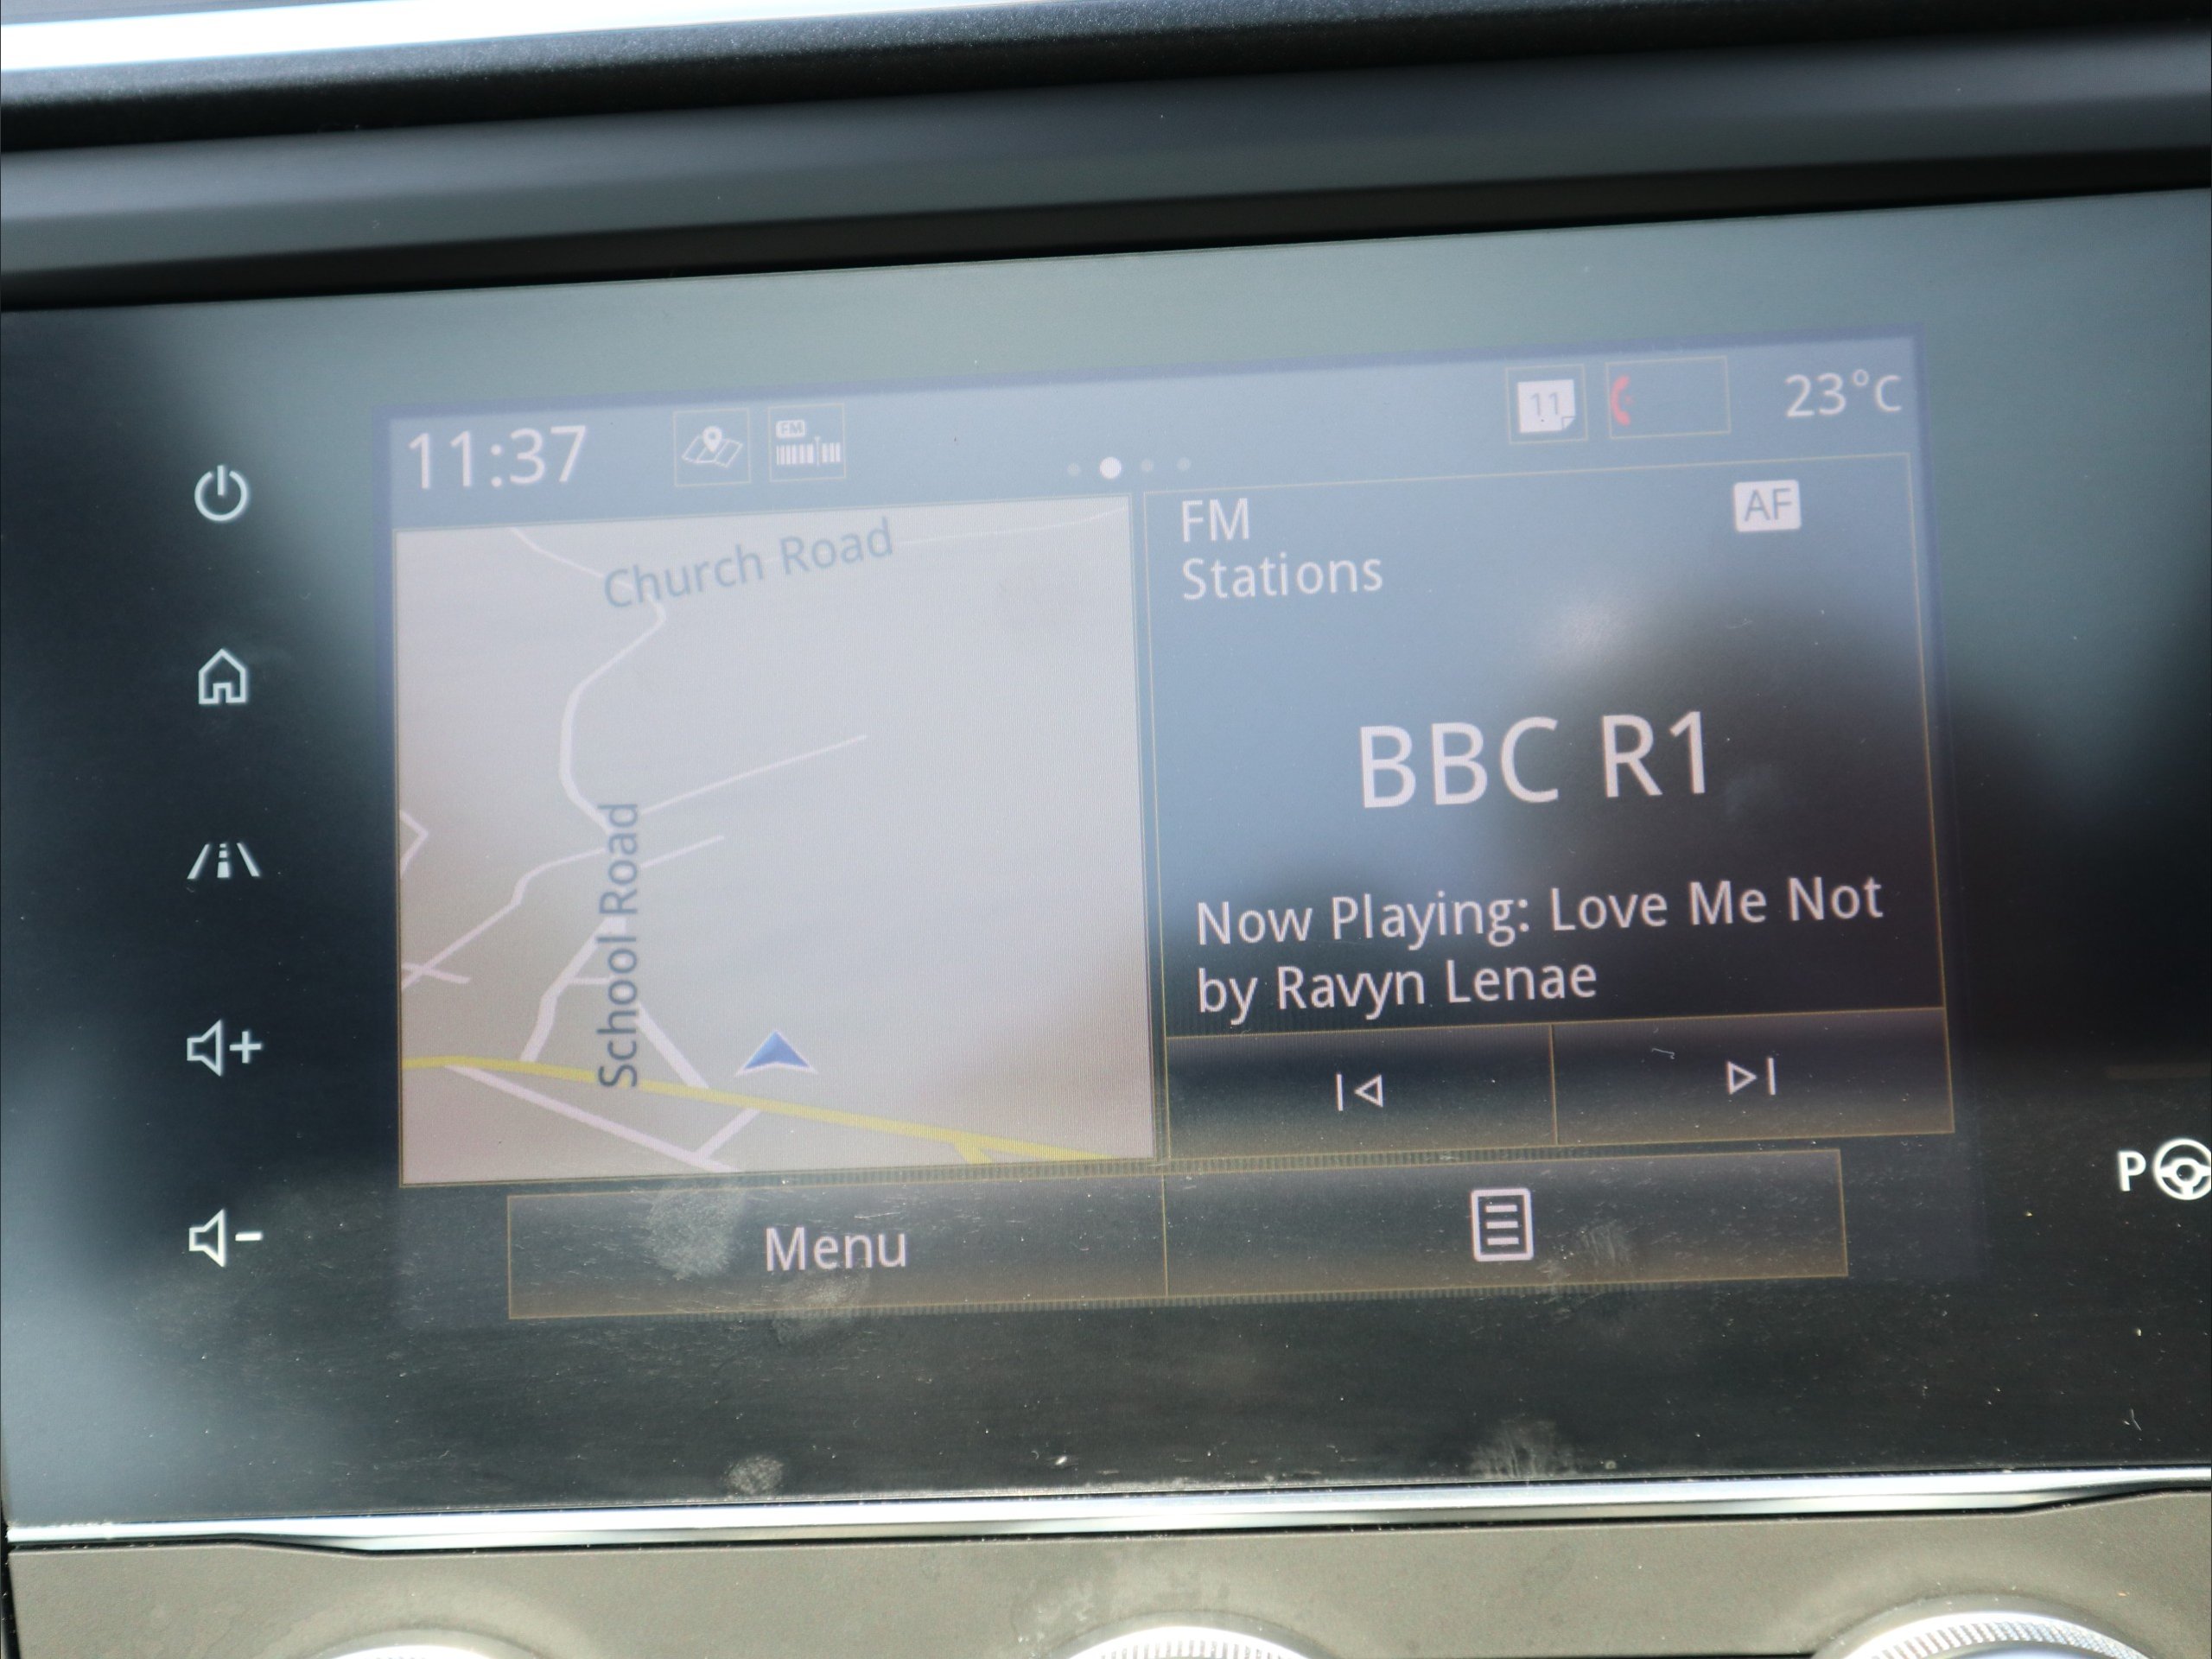 11:37
FM
11
23°C
Church Road
School Road
FM
Stations
AF
BBC R1
Now Playing: Love Me Not
by Ravyn Lenae
Menu
P